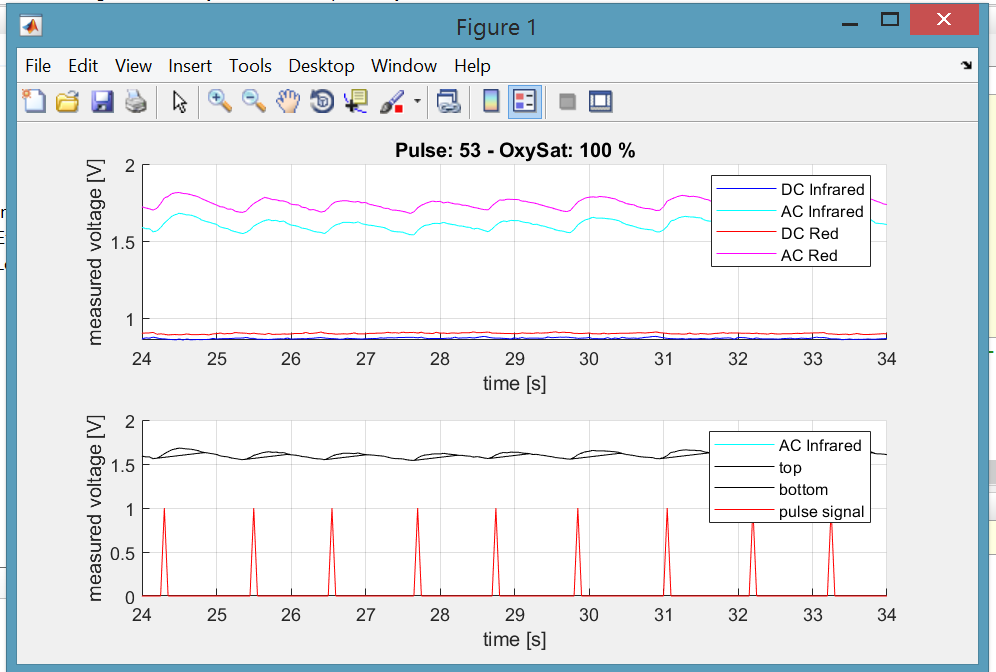 Figure 1
File Edit View Insert Tools Desktop Window Help
Pulse: 53 - OxySat: 100 %
measured voltage [V]
2
1.5
1
DC Infrared
AC Infrared
DC Red
AC Red
24 25 26 27 28 29 30 31 32 33 34
time [s]
measured voltage [V]
2
1.5
1
0.5
0
AC Infrared
top
bottom
pulse signal
24 25 26 27 28 29 30 31 32 33 34
time [s]